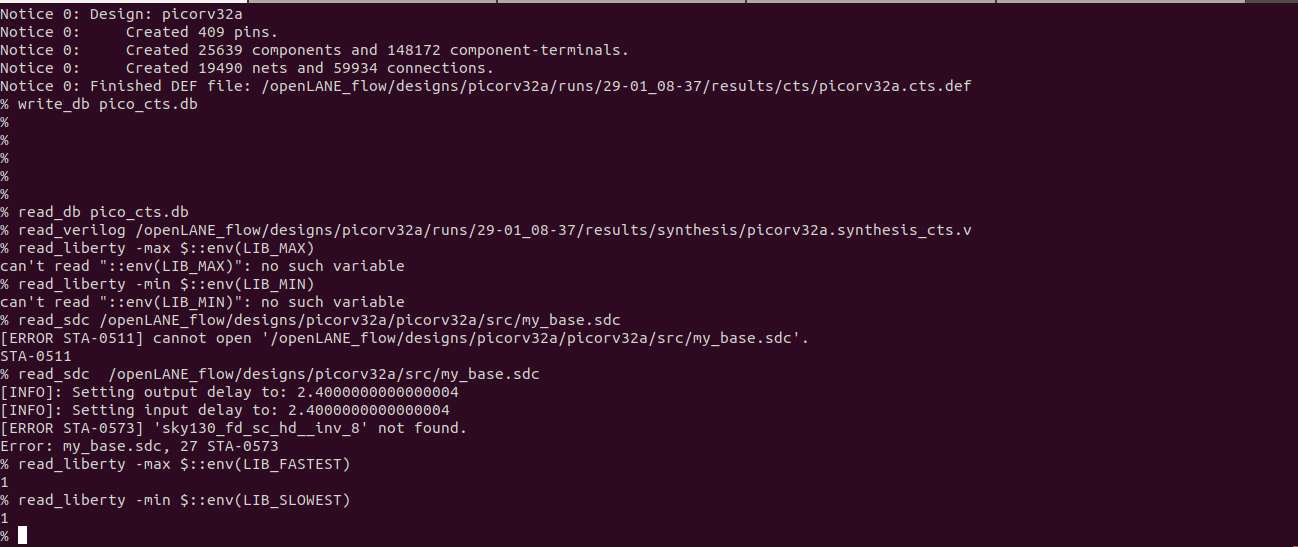 Notice 0: Design: picorv32a
Notice 0:     Created 409 pins.
Notice 0:     Created 25639 components and 148172 component-terminals.
Notice 0:     Created 19490 nets and 59934 connections.
Notice 0: Finished DEF file: /openLANE_flow/designs/picorv32a/runs/29-01_08-37/results/cts/picorv32a.cts.def
% write_db pico_cts.db
%
%
%
%
%
% read_db pico_cts.db
% read_verilog /openLANE_flow/designs/picorv32a/runs/29-01_08-37/results/synthesis/picorv32a.synthesis_cts.v
% read_liberty -max $::env(LIB_MAX)
can't read "::env(LIB_MAX)": no such variable
% read_liberty -min $::env(LIB_MIN)
can't read "::env(LIB_MIN)": no such variable
% read_sdc /openLANE_flow/designs/picorv32a/picorv32a/src/my_base.sdc
[ERROR STA-0511] cannot open '/openLANE_flow/designs/picorv32a/picorv32a/src/my_base.sdc'.
STA-0511
% read_sdc  /openLANE_flow/designs/picorv32a/src/my_base.sdc
[INFO]: Setting output delay to: 2.4000000000000004
[INFO]: Setting input delay to: 2.4000000000000004
[ERROR STA-0573] 'sky130_fd_sc_hd__inv_8' not found.
Error: my_base.sdc, 27 STA-0573
% read_liberty -max $::env(LIB_FASTEST)
1
% read_liberty -min $::env(LIB_SLOWEST)
1
%